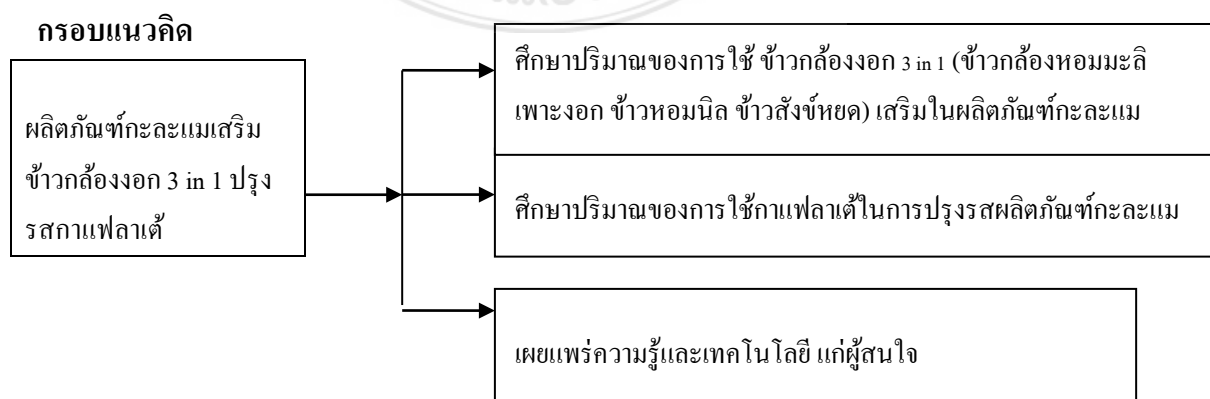 กรอบแนวคิด
ผลิตภัณฑ์กะละแมเสริม
ข้าวกล้องงอก 3 in 1 ปรุง
รสกาแฟลาเต้
ศึกษาปริมาณของการใช้ ข้าวกล้องงอก 3 in 1 (ข้าวกล้องหอมมะลิ
เพาะงอก ข้าวหอมนิล ข้าวสังข์หยด) เสริมในผลิตภัณฑ์กะละแม
ศึกษาปริมาณของการใช้กาแฟลาเต้ในการปรุงรสผลิตภัณฑ์กะละแม
เผยแพร่ความรู้และเทคโนโลยี แก่ผู้สนใจ